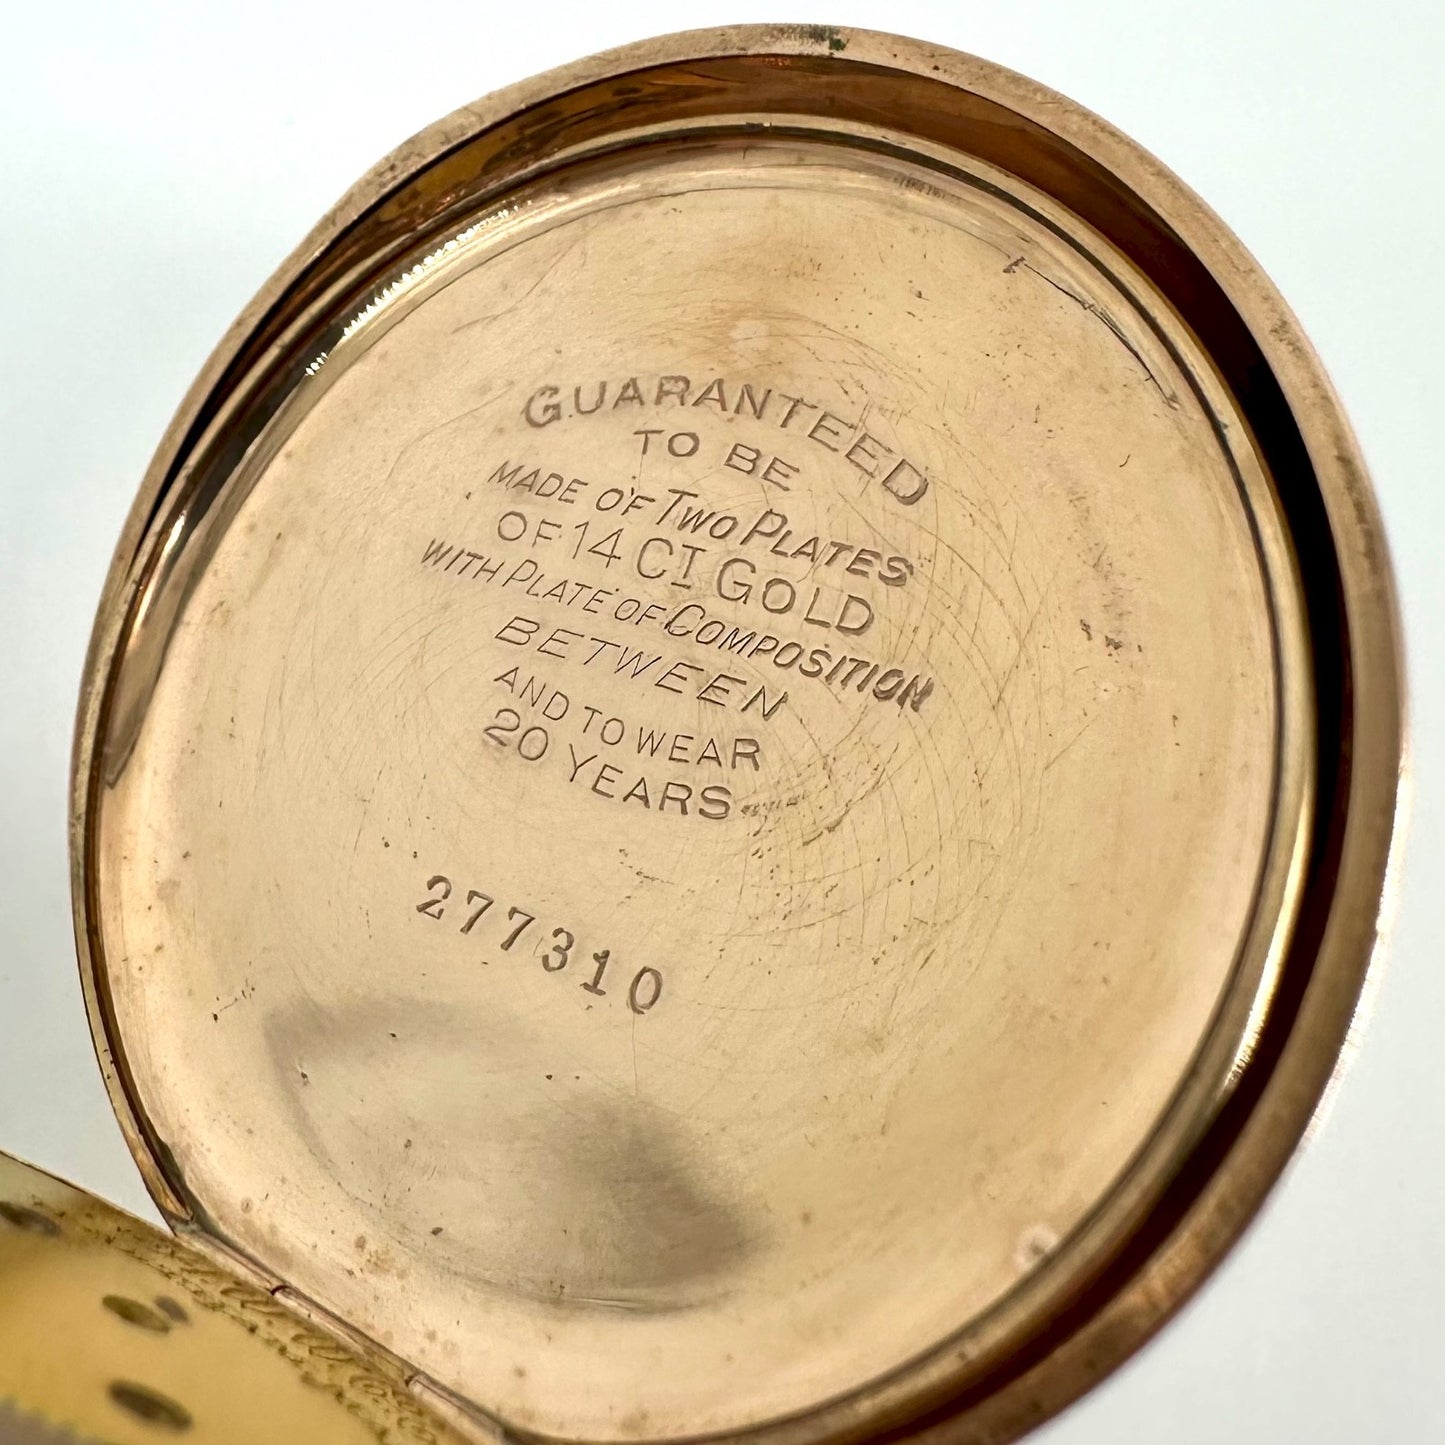 GUARANTEED
TO BE
MADE OF TWO PLATES
OF 14 CT GOLD
WITH PLATE OF COMPOSITION
BETWEEN
AND TO WEAR
20 YEARS
277310